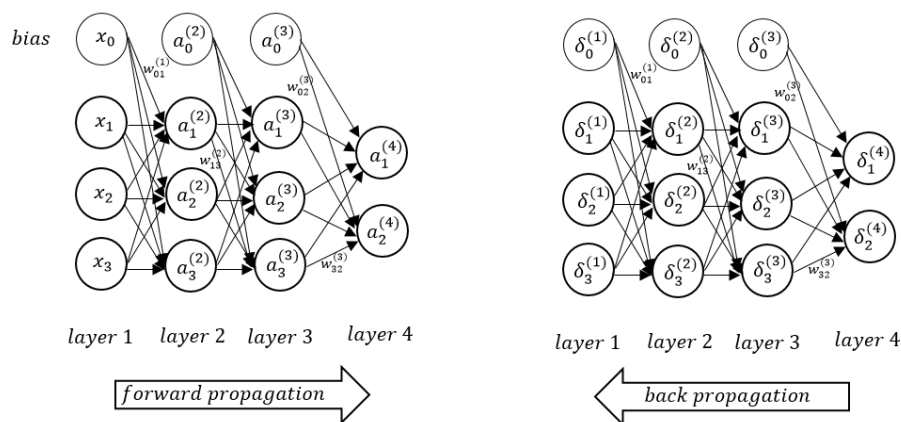 bias x₀ a₀⁽²⁾ a₀⁽³⁾ δ₀⁽¹⁾ δ₀⁽²⁾ δ₀⁽³⁾
w₀₁⁽¹⁾ w₀₂⁽³⁾ w₀₁⁽¹⁾ w₀₂⁽³⁾
x₁ a₁⁽²⁾ a₁⁽³⁾ δ₁⁽¹⁾ δ₁⁽²⁾ δ₁⁽³⁾
w₁₃⁽²⁾ a₁⁽⁴⁾ w₁₃⁽²⁾ δ₁⁽⁴⁾
x₂ a₂⁽²⁾ a₂⁽³⁾ δ₂⁽¹⁾ δ₂⁽²⁾ δ₂⁽³⁾
a₂⁽⁴⁾ δ₂⁽⁴⁾
x₃ a₃⁽²⁾ a₃⁽³⁾ w₃₂⁽³⁾ δ₃⁽¹⁾ δ₃⁽²⁾ δ₃⁽³⁾ w₃₂⁽³⁾
layer 1 layer 2 layer 3 layer 4 layer 1 layer 2 layer 3 layer 4
forward propagation back propagation